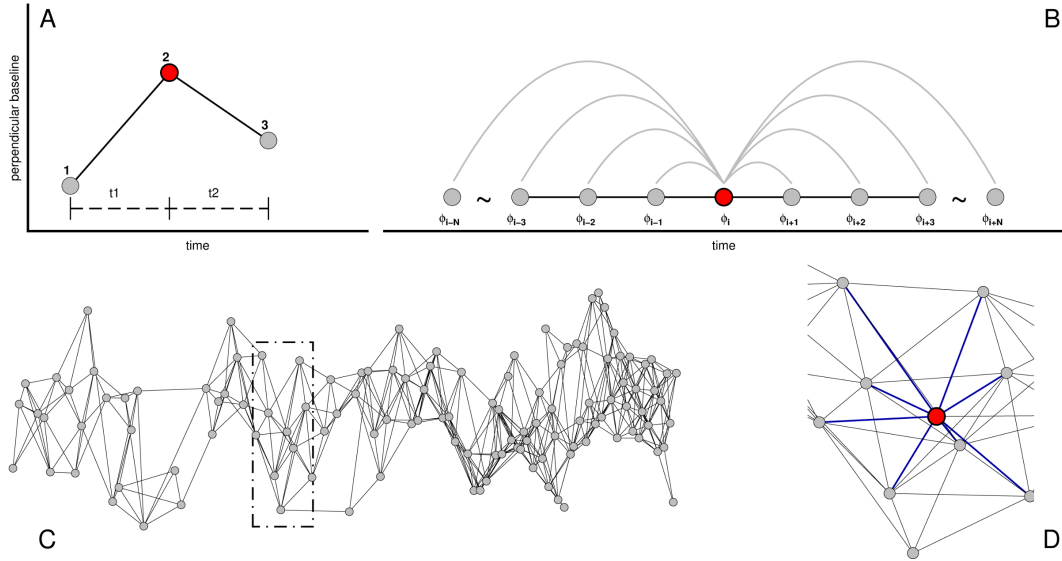 A
B
perpendicular baseline
2
3
1
t1
t2
time
~
~
ϕi−N
ϕi−3
ϕi−2
ϕi−1
ϕi
ϕi+1
ϕi+2
ϕi+3
ϕi+N
time
C
D